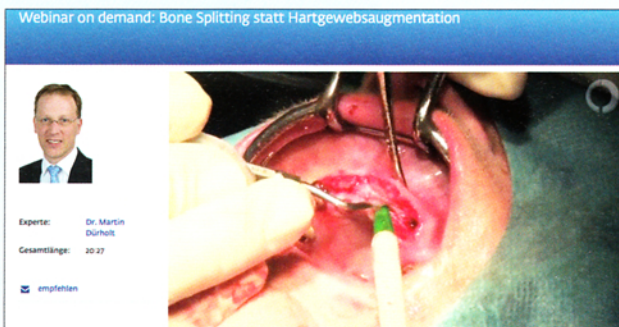 Webinar on demand: Bone Splitting statt Hartgewebsaugmentation
Experte: Dr. Martin
Dürholt
Gesamtlänge: 20:27
empfehlen